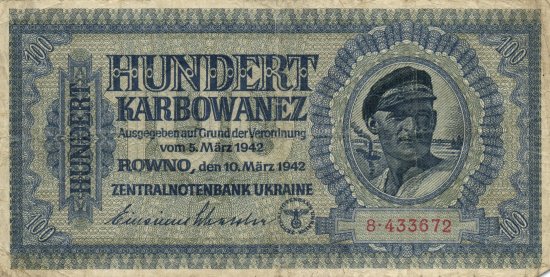 100
100
HUNDERT
HUNDERT
KARBOWANEZ
Ausgegeben auf Grund der Verordnung
vom 5. März 1942
ROWNO, den 10. März 1942
ZENTRALNOTENBANK UKRAINE
8·433672
100
100